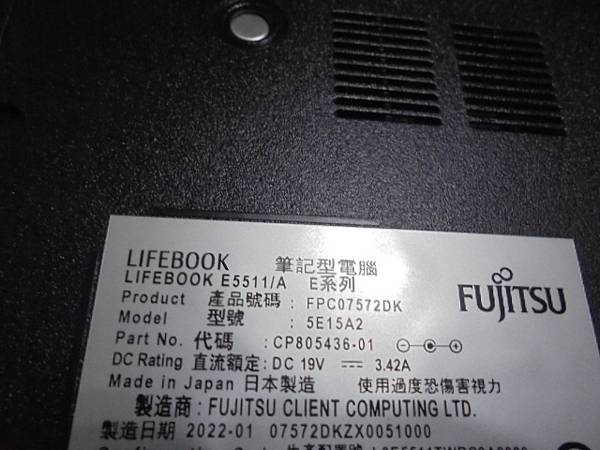 LIFEBOOK 筆記型電腦
LIFEBOOK E5511/A E系列
FUJITSU
Product 產品號碼 : FPC07572DK
Model 型號 : 5E15A2
Part No. 代碼 : CP805436-01
DC Rating 直流額定: DC 19V 3.42A
Made in Japan 日本製造 使用過度恐傷害視力
製造商 : FUJITSU CLIENT COMPUTING LTD.
製造日期 2022-01 07572DKZX0051000